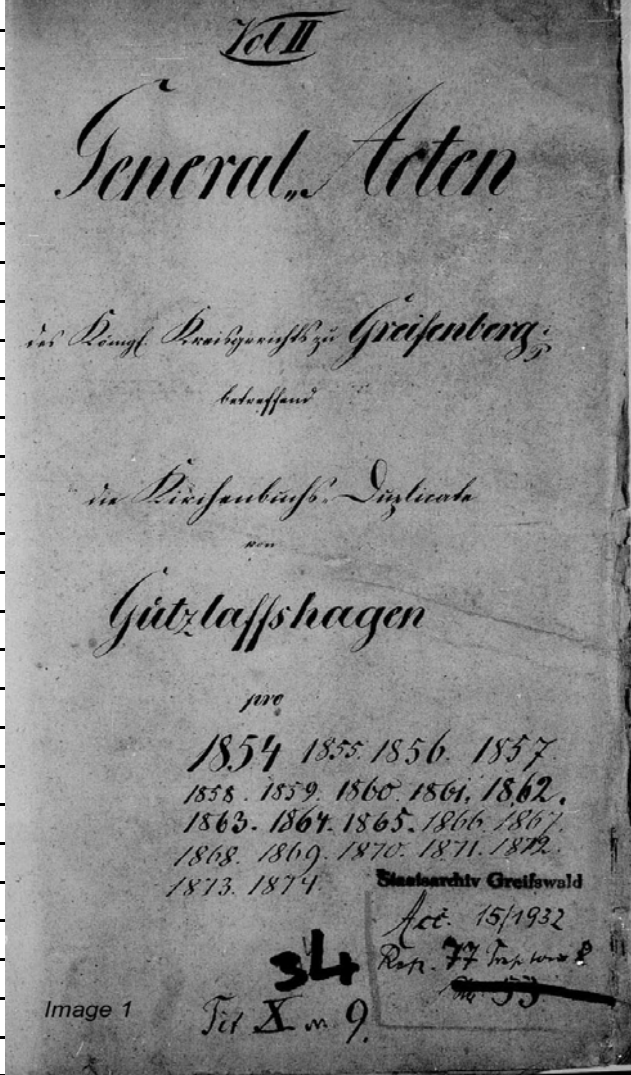 Vol II
General Acten
des Königl. Kreisgerichts zu Greifenberg;
betreffend
die Kirchenbuchs-Duplicate
von
Gützlaffshagen
pro
1854 1855. 1856. 1857.
1858. 1859. 1860. 1861. 1862.
1863. 1864. 1865. 1866. 1867.
1868. 1869. 1870. 1871. 1872.
1873. 1874.
Staatsarchiv Greifswald
Acc. 15/1932
Rep. 77 Treptow
53
34
Image 1
Tit X n 9.